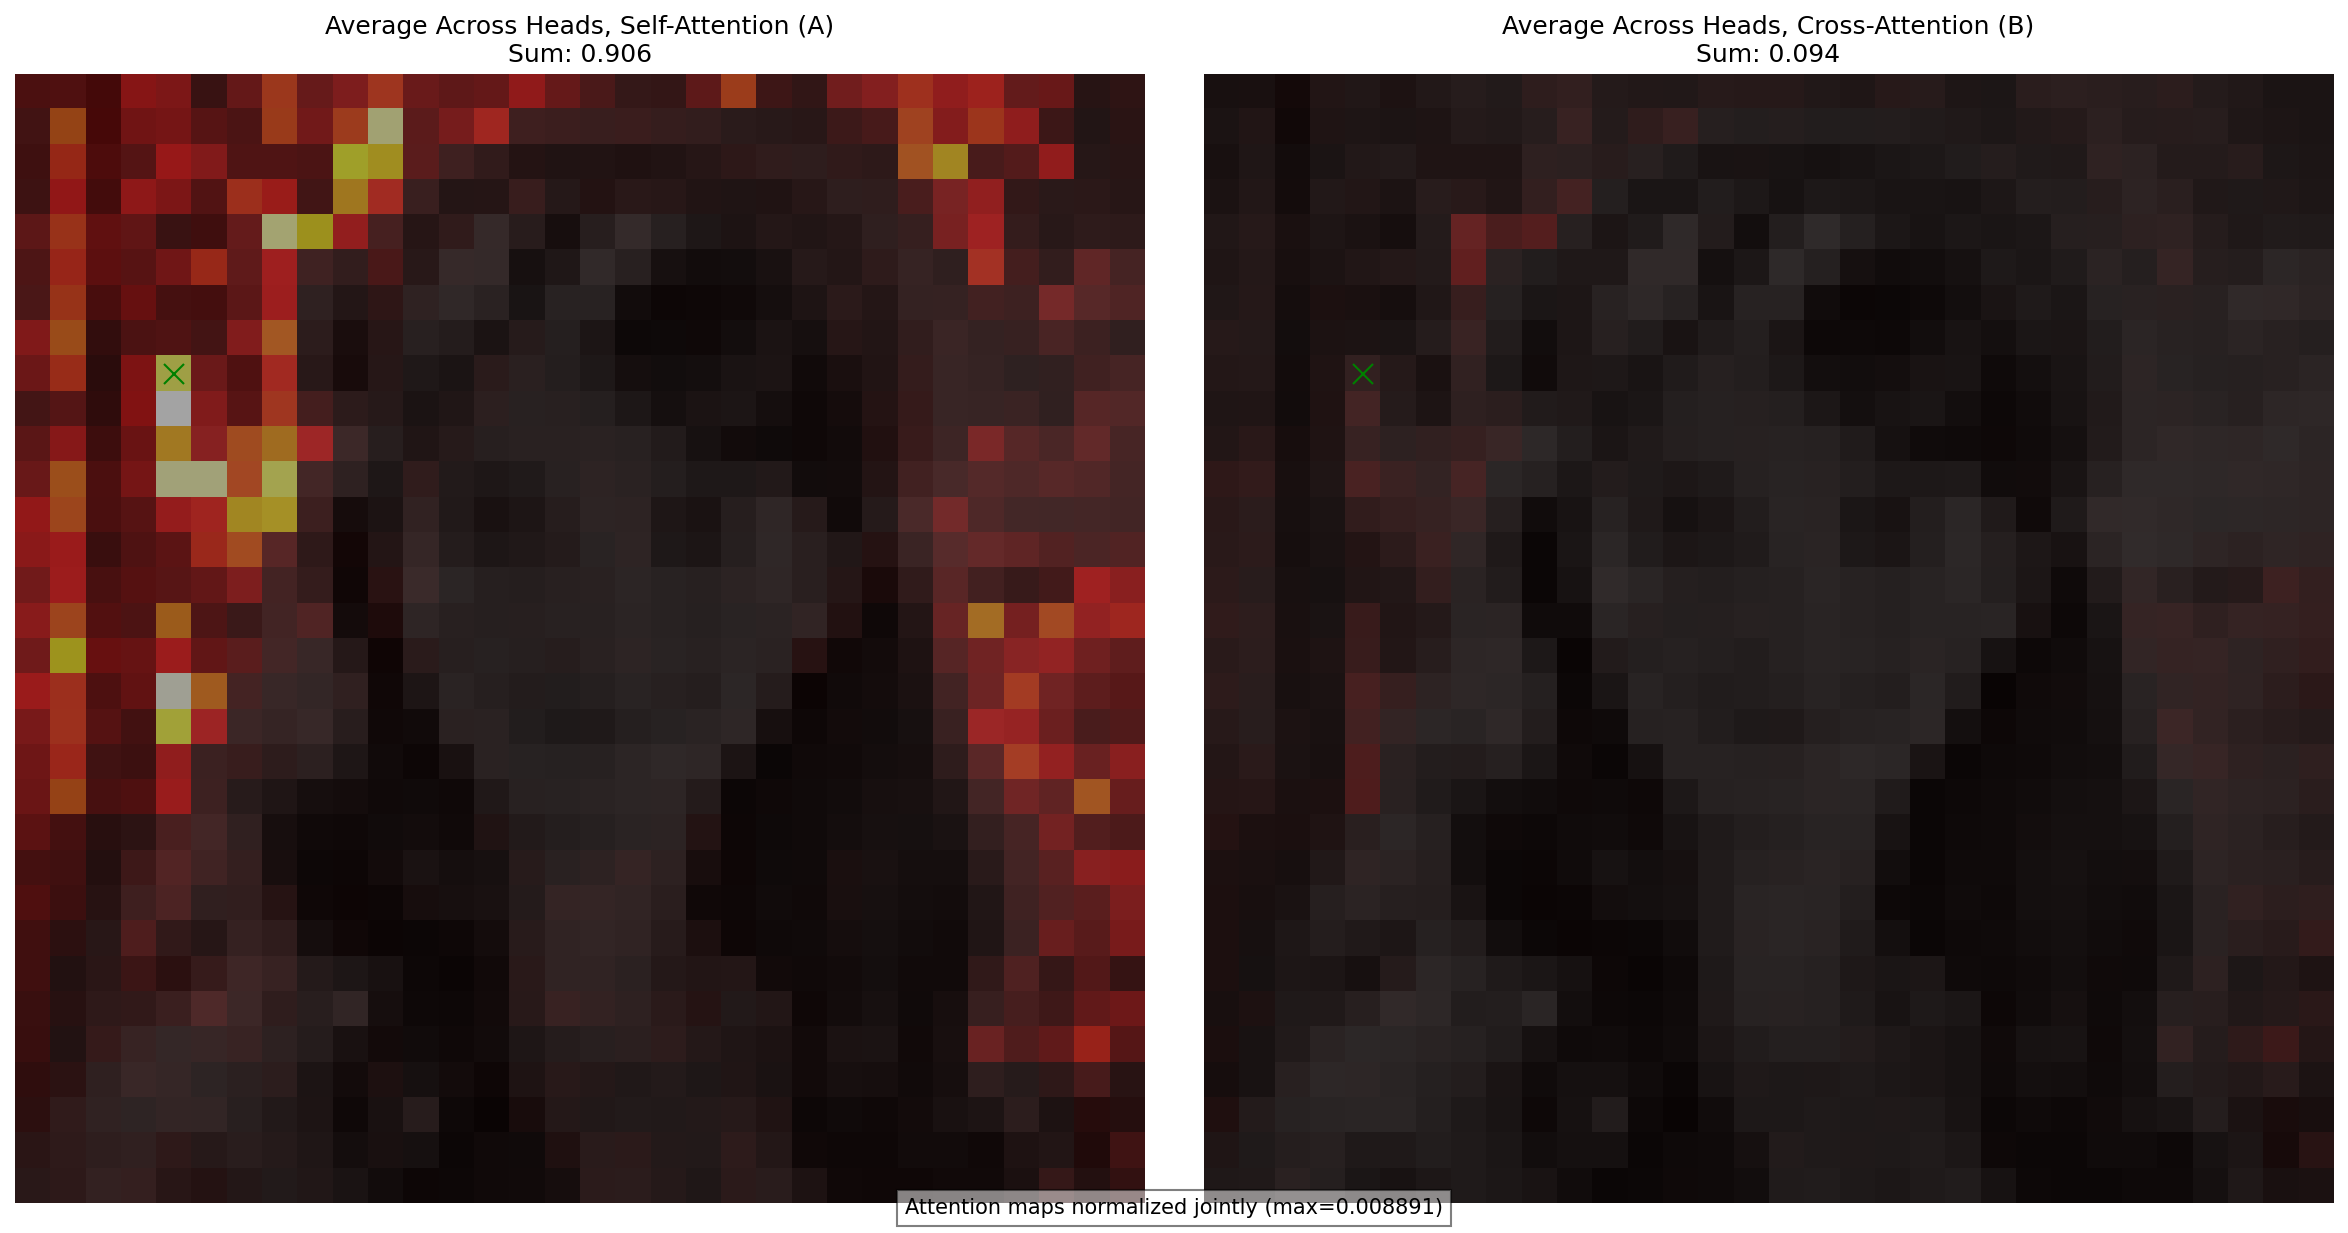 Average Across Heads, Self-Attention (A)
Sum: 0.906
Average Across Heads, Cross-Attention (B)
Sum: 0.094
Attention maps normalized jointly (max=0.008891)